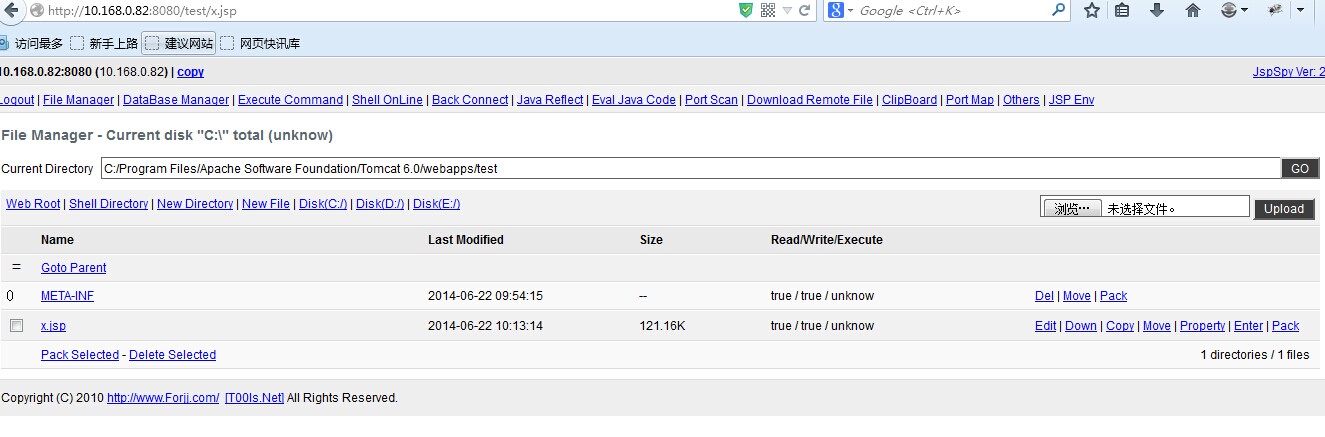 http://10.168.0.82:8080/test/x.jsp
Google <Ctrl+K>
访问最多 新手上路 建议网站 网页快讯库
10.168.0.82:8080 (10.168.0.82) | copy
JspSpy Ver: 2
Logout | File Manager | DataBase Manager | Execute Command | Shell OnLine | Back Connect | Java Reflect | Eval Java Code | Port Scan | Download Remote File | ClipBoard | Port Map | Others | JSP Env
File Manager - Current disk "C:\" total (unknow)
Current Directory C:/Program Files/Apache Software Foundation/Tomcat 6.0/webapps/test GO
Web Root | Shell Directory | New Directory | New File | Disk(C:/) | Disk(D:/) | Disk(E:/) 浏览… 未选择文件。 Upload
Name Last Modified Size Read/Write/Execute
= Goto Parent
0 META-INF 2014-06-22 09:54:15 -- true / true / unknow Del | Move | Pack
x.jsp 2014-06-22 10:13:14 121.16K true / true / unknow Edit | Down | Copy | Move | Property | Enter | Pack
Pack Selected - Delete Selected 1 directories / 1 files
Copyright (C) 2010 http://www.Forjj.com/ [T00ls.Net] All Rights Reserved.